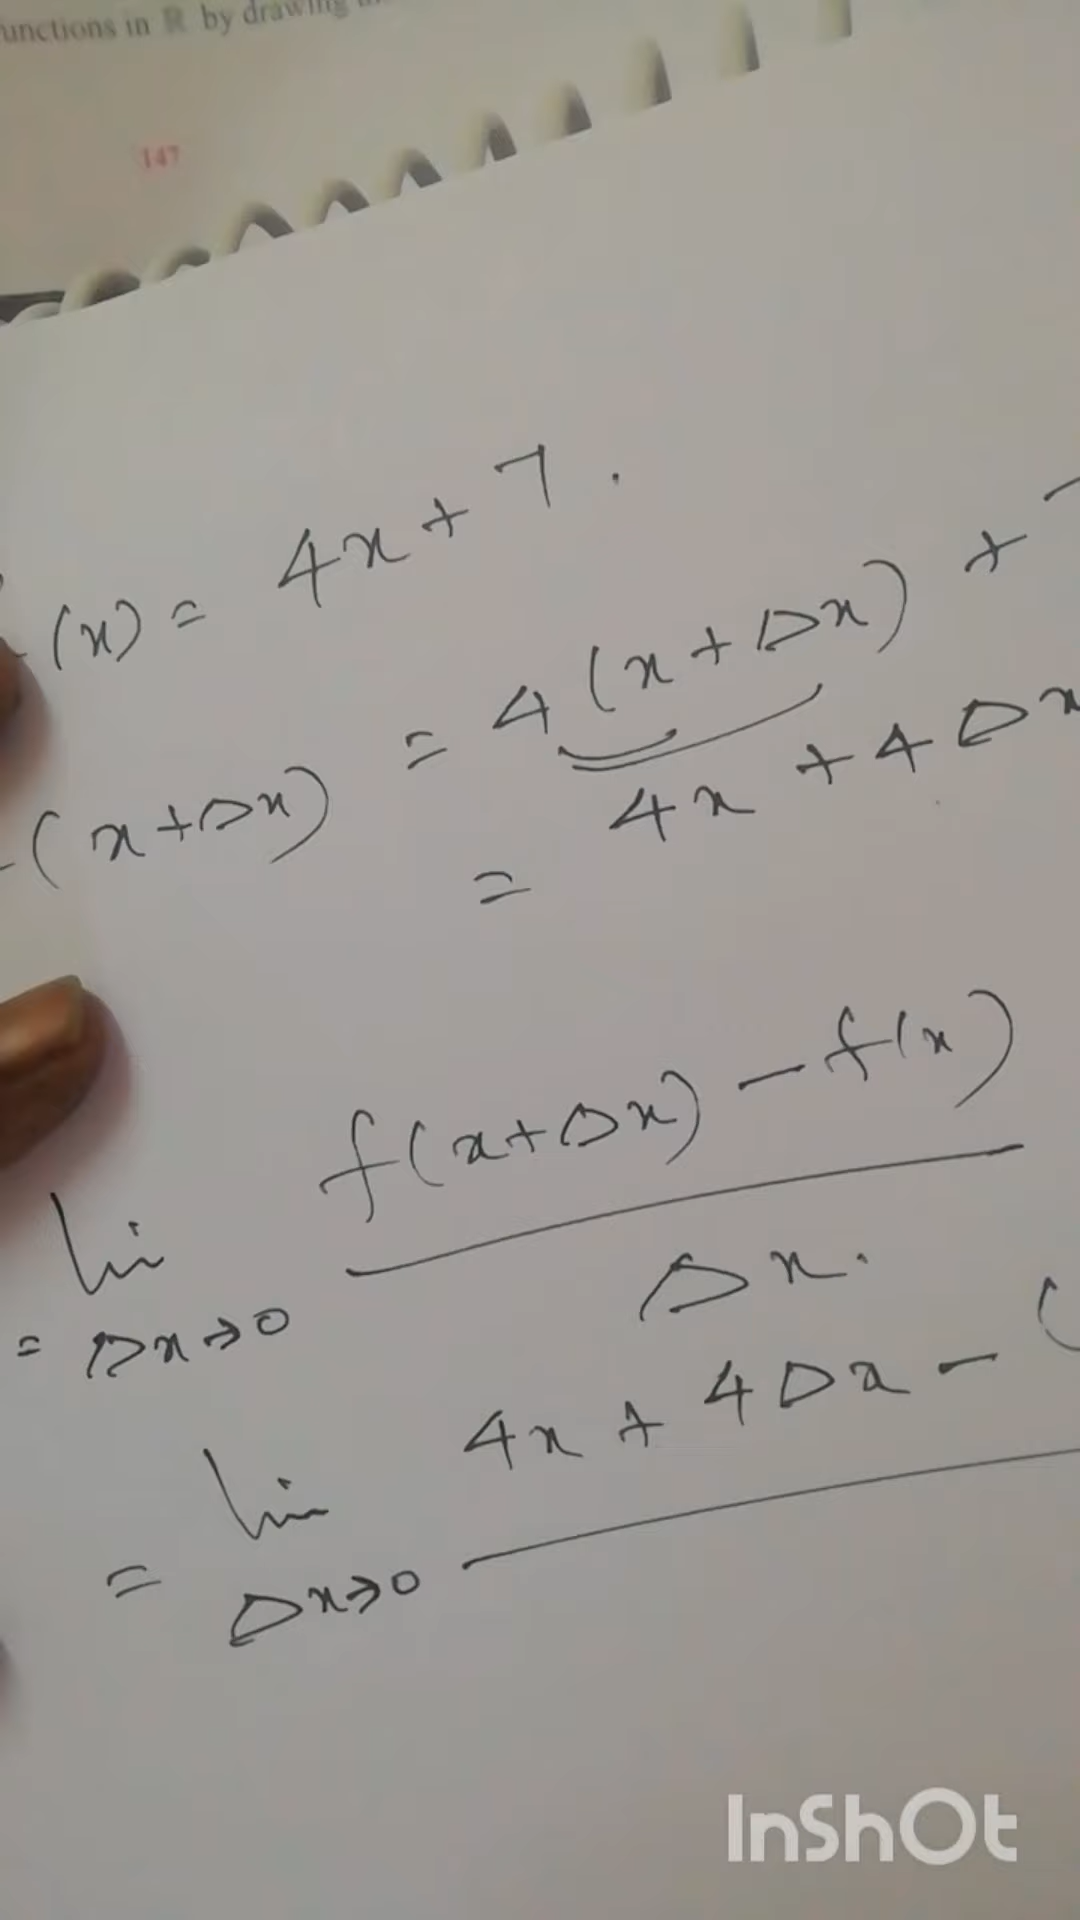 unctions in ℝ by drawing
147
(x) = 4x + 7.
(x+Δx) = 4(x+Δx) +
= 4x + 4Δx
= lim Δx→0 f(x+Δx) - f(x) / Δx.
= lim Δx→0 4x + 4Δx - (
InShOt